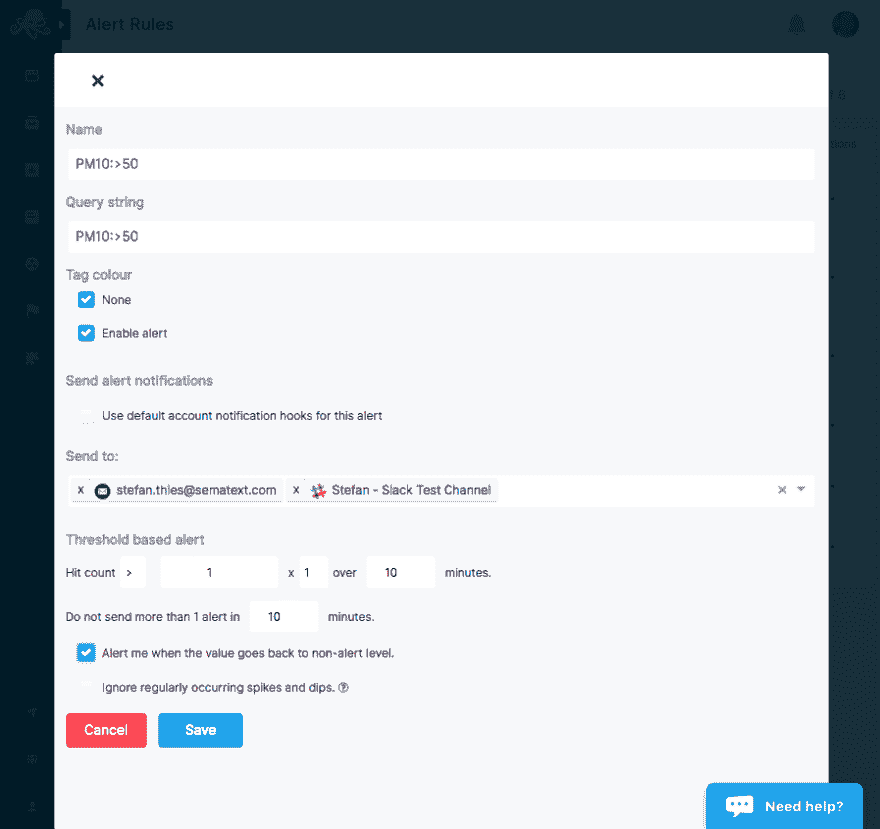 Alert Rules
Name
PM10:>50
Query string
PM10:>50
Tag colour
None
Enable alert
Send alert notifications
Use default account notification hooks for this alert
Send to:
x stefan.thies@sematext.com x Stefan - Slack Test Channel
Threshold based alert
Hit count > 1 x 1 over 10 minutes.
Do not send more than 1 alert in 10 minutes.
Alert me when the value goes back to non-alert level.
Ignore regularly occurring spikes and dips.
Cancel Save
Need help?